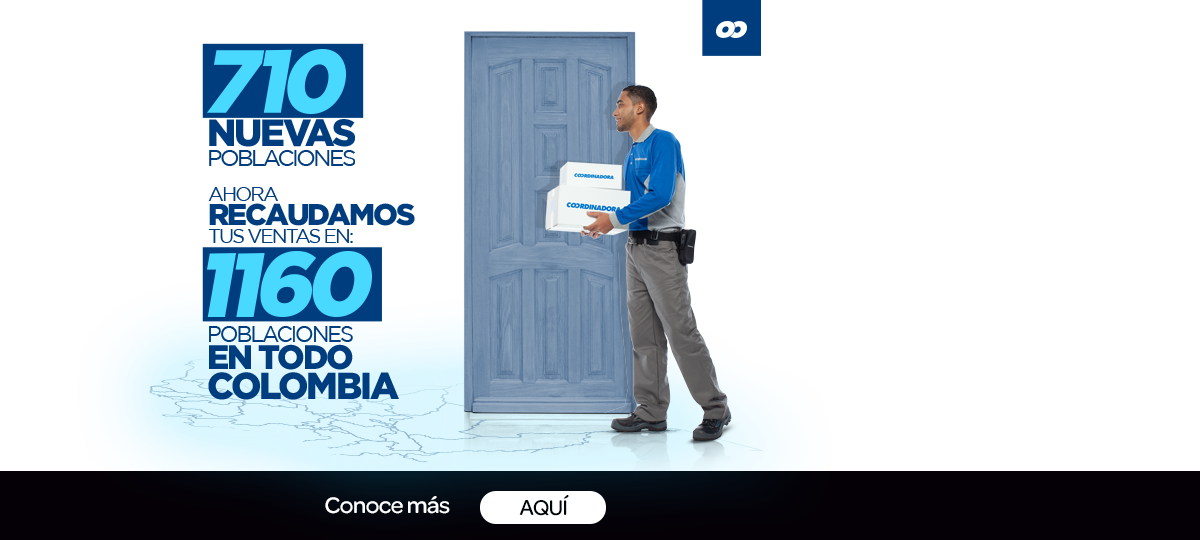 710
NUEVAS
POBLACIONES
AHORA
RECAUDAMOS
TUS VENTAS EN:
1160
POBLACIONES
EN TODO
COLOMBIA
COORDINADORA
COORDINADORA
Conoce más
AQUÍ